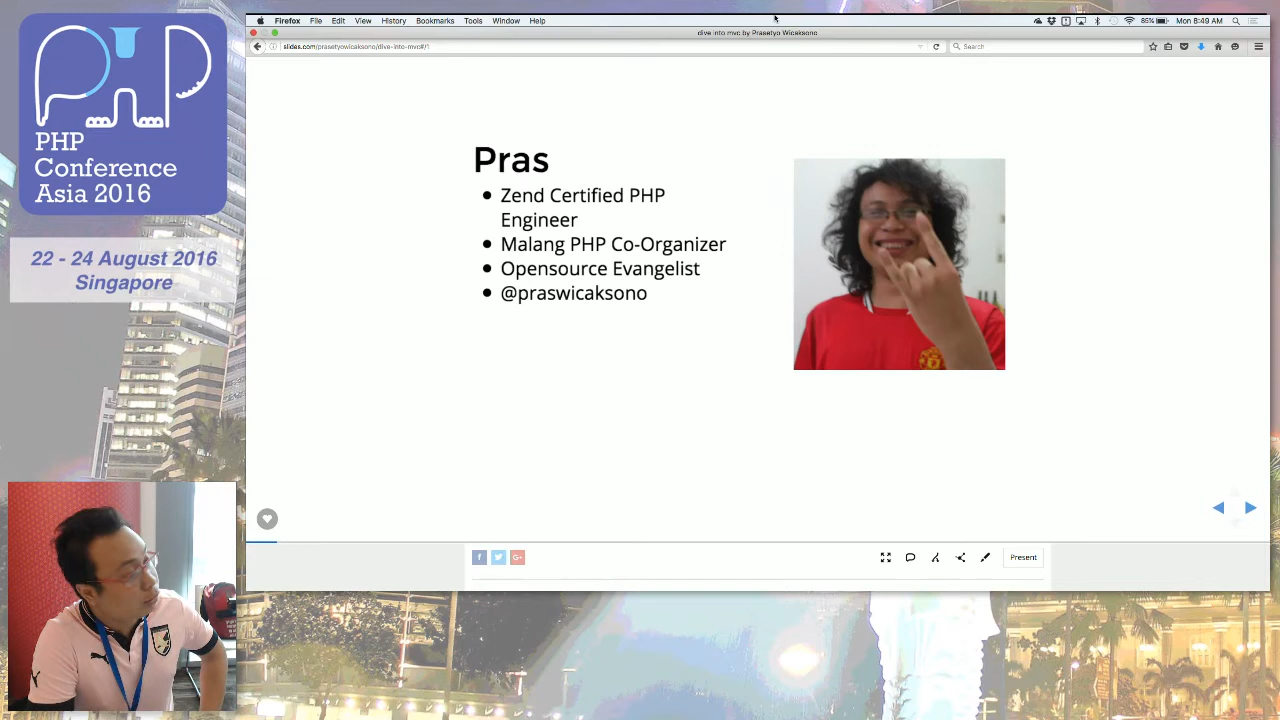 PHP
Conference
Asia 2016
22 - 24 August 2016
Singapore
Firefox File Edit View History Bookmarks Tools Window Help
86% Mon 8:49 AM
dive into mvc by Prasetyo Wicaksono
slides.com/prasetyowicaksono/dive-into-mvc#/1
Search
Pras
Zend Certified PHP
Engineer
Malang PHP Co-Organizer
Opensource Evangelist
@praswicaksono
Present